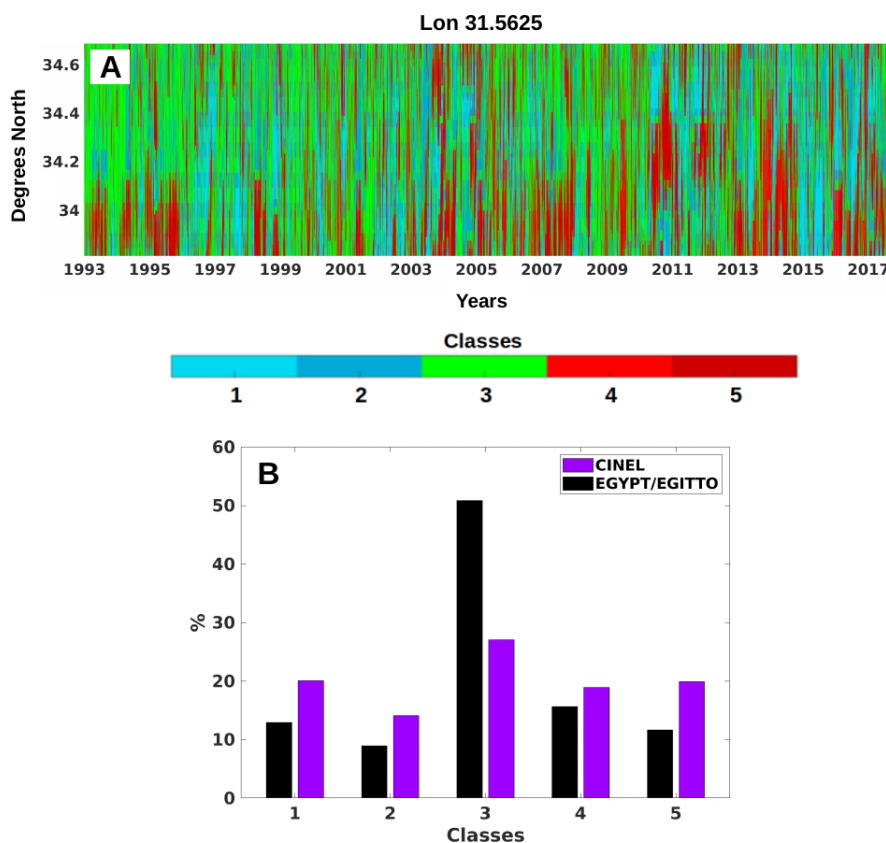 Lon 31.5625
A
Degrees North
34.6
34.4
34.2
34
1993 1995 1997 1999 2001 2003 2005 2007 2009 2011 2013 2015 2017
Years
Classes
1 2 3 4 5
B
CINEL
EGYPT/EGITTO
%
60
50
40
30
20
10
0
1 2 3 4 5
Classes